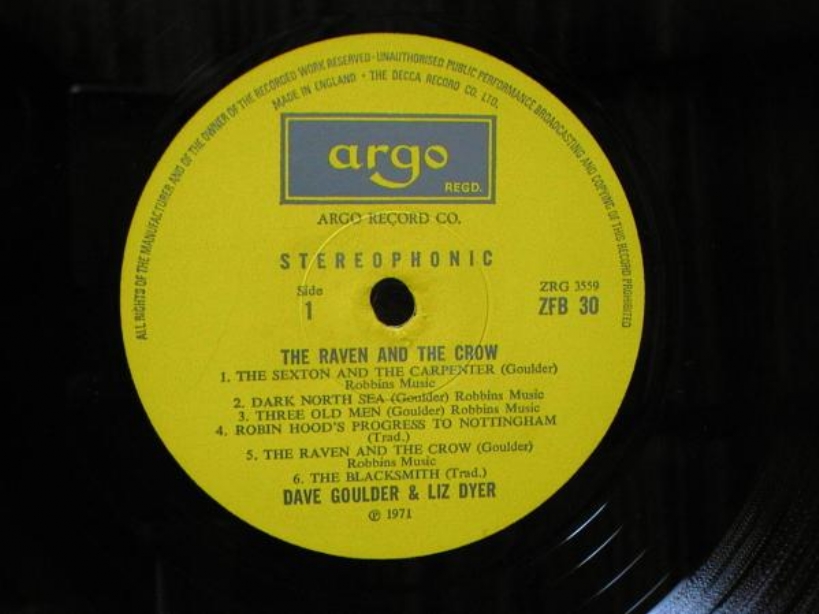 ALL RIGHTS OF THE MANUFACTURER AND OF THE OWNER OF THE RECORDED WORK RESERVED · UNAUTHORISED PUBLIC PERFORMANCE BROADCASTING AND COPYING OF THIS RECORD PROHIBITED
MADE IN ENGLAND · THE DECCA RECORD CO. LTD.
argo
REGD.
ARGO RECORD CO.
STEREOPHONIC
Side
1
ZRG 3559
ZFB 30
THE RAVEN AND THE CROW
1. THE SEXTON AND THE CARPENTER (Goulder)
Robbins Music
2. DARK NORTH SEA (Goulder) Robbins Music
3. THREE OLD MEN (Goulder) Robbins Music
4. ROBIN HOOD'S PROGRESS TO NOTTINGHAM
(Trad.)
5. THE RAVEN AND THE CROW (Goulder)
Robbins Music
6. THE BLACKSMITH (Trad.)
DAVE GOULDER & LIZ DYER
℗ 1971